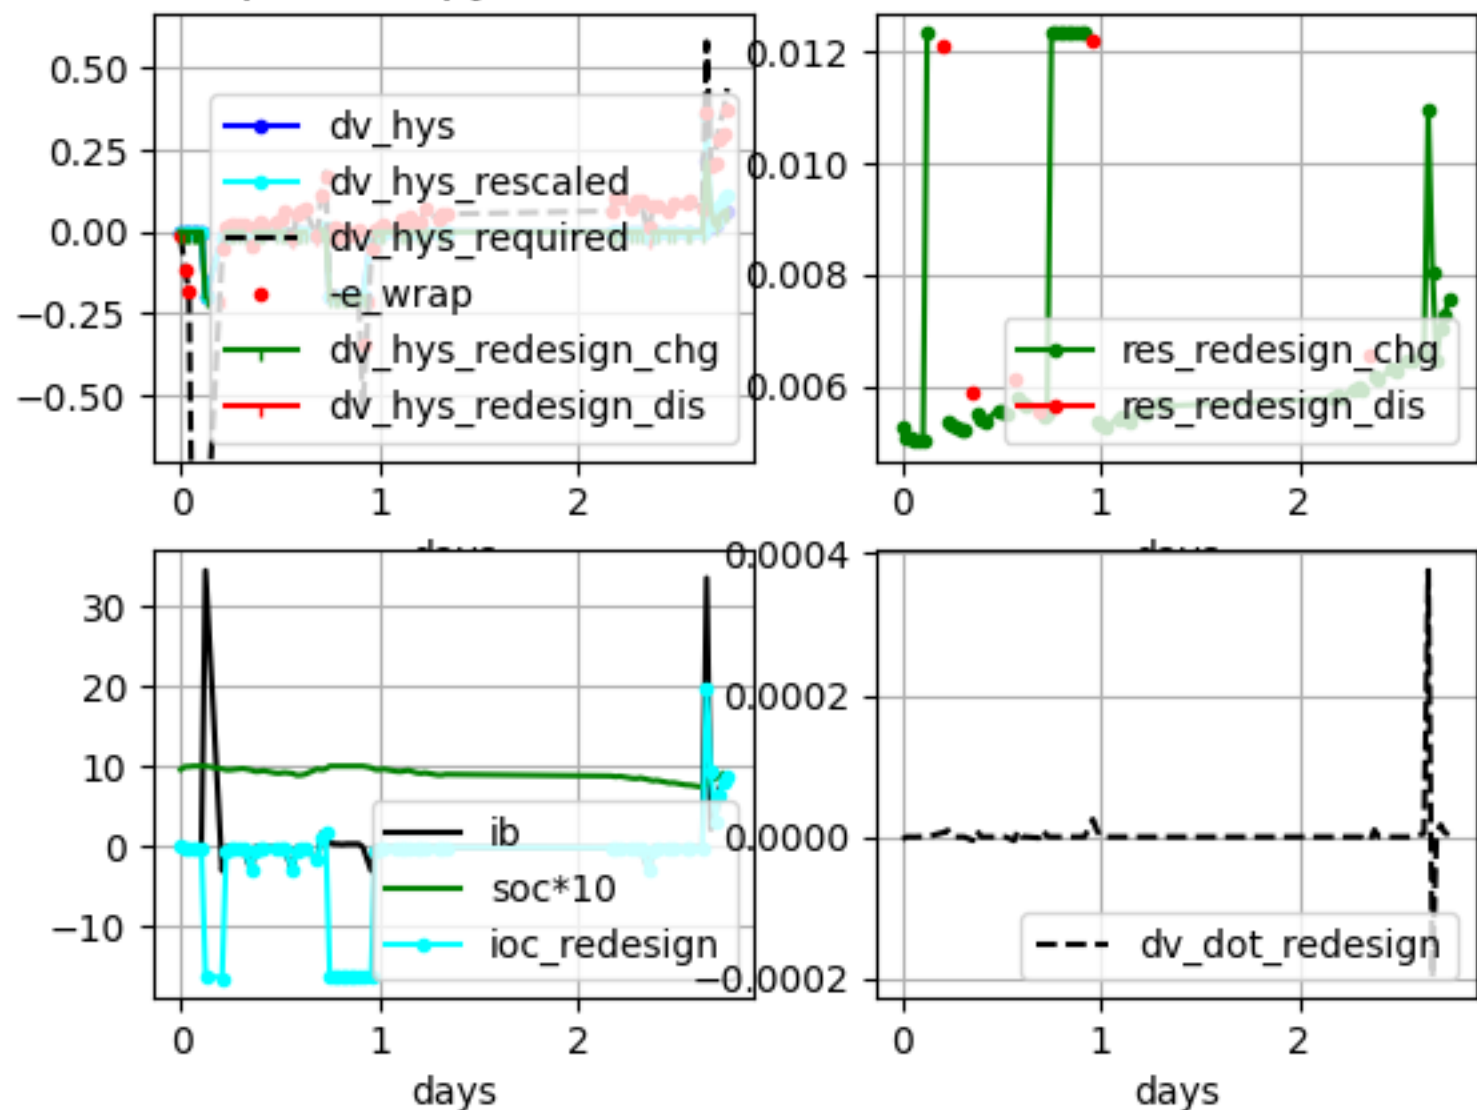 0.50
0.25
0.00
−0.25
−0.50
dv_hys
dv_hys_rescaled
dv_hys_required
-e_wrap
dv_hys_redesign_chg
dv_hys_redesign_dis
0
1
2
days
0.012
0.010
0.008
0.006
res_redesign_chg
res_redesign_dis
0
1
2
days
30
20
10
0
−10
ib
soc*10
ioc_redesign
0
1
2
days
0.0004
0.0002
0.0000
−0.0002
dv_dot_redesign
0
1
2
days